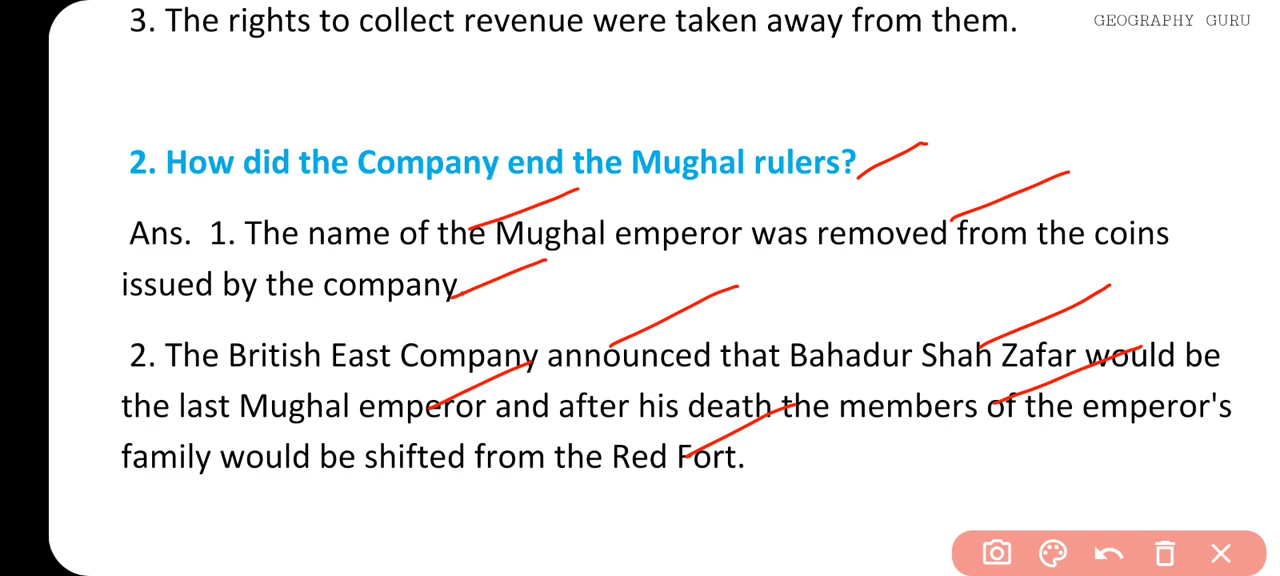 3. The rights to collect revenue were taken away from them.
GEOGRAPHY GURU
2. How did the Company end the Mughal rulers?
Ans. 1. The name of the Mughal emperor was removed from the coins
issued by the company.
2. The British East Company announced that Bahadur Shah Zafar would be
the last Mughal emperor and after his death the members of the emperor's
family would be shifted from the Red Fort.